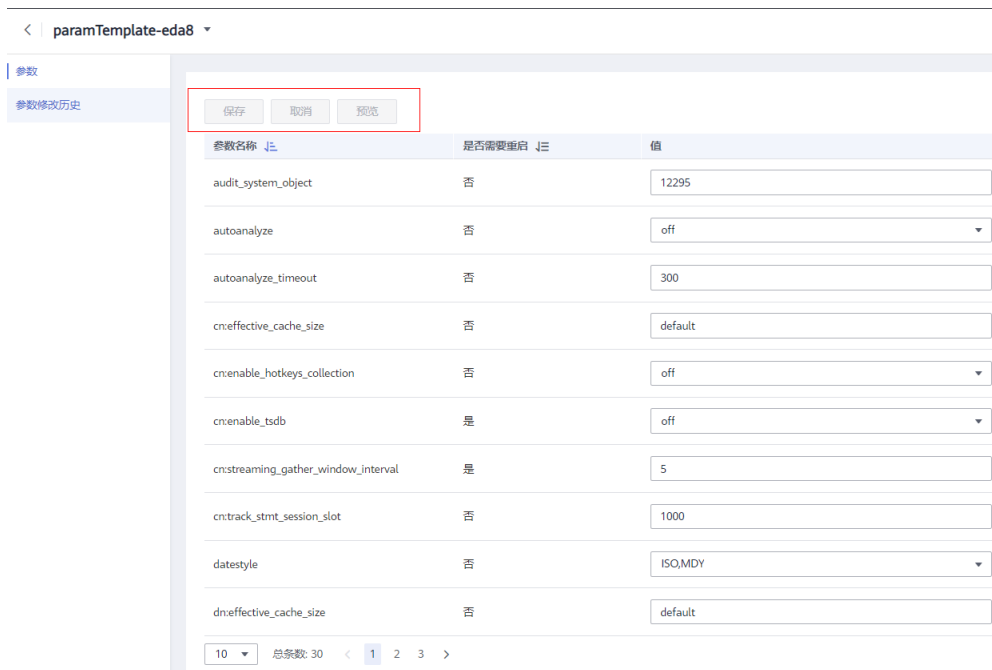 paramTemplate-eda8
参数
参数修改历史
保存 取消 预览
参数名称 是否需要重启 值
audit_system_object 否 12295
autoanalyze 否 off
autoanalyze_timeout 否 300
cn:effective_cache_size 否 default
cn:enable_hotkeys_collection 否 off
cn:enable_tsdb 是 off
cn:streaming_gather_window_interval 是 5
cn:track_stmt_session_slot 否 1000
datestyle 否 ISO,MDY
dn:effective_cache_size 否 default
10 总条数: 30 < 1 2 3 >